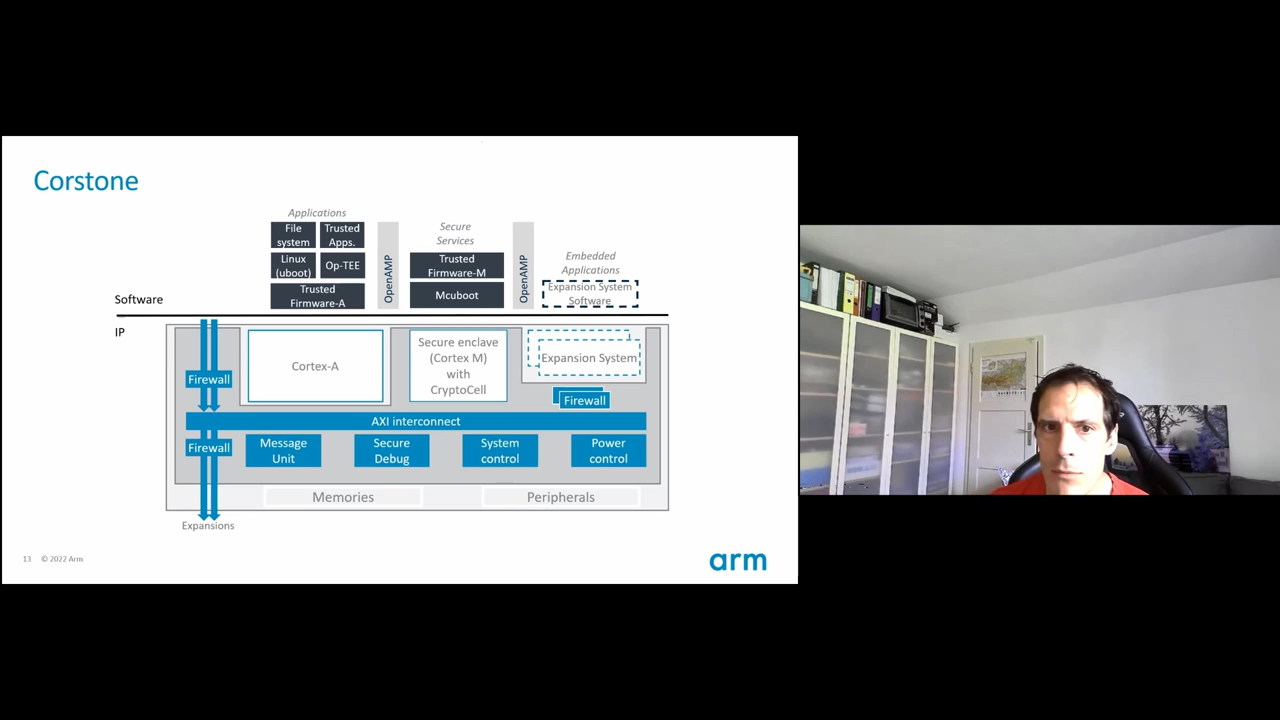 Corstone
Applications
File
system
Trusted
Apps.
Linux
(uboot)
Op-TEE
Trusted
Firmware-A
OpenAMP
Secure
Services
Trusted
Firmware-M
Mcuboot
OpenAMP
Embedded
Applications
Expansion System
Software
Software
IP
Firewall
Cortex-A
Secure enclave
(Cortex M)
with
CryptoCell
Expansion System
Firewall
AXI interconnect
Firewall
Message
Unit
Secure
Debug
System
control
Power
control
Memories
Peripherals
Expansions
13 © 2022 Arm
arm